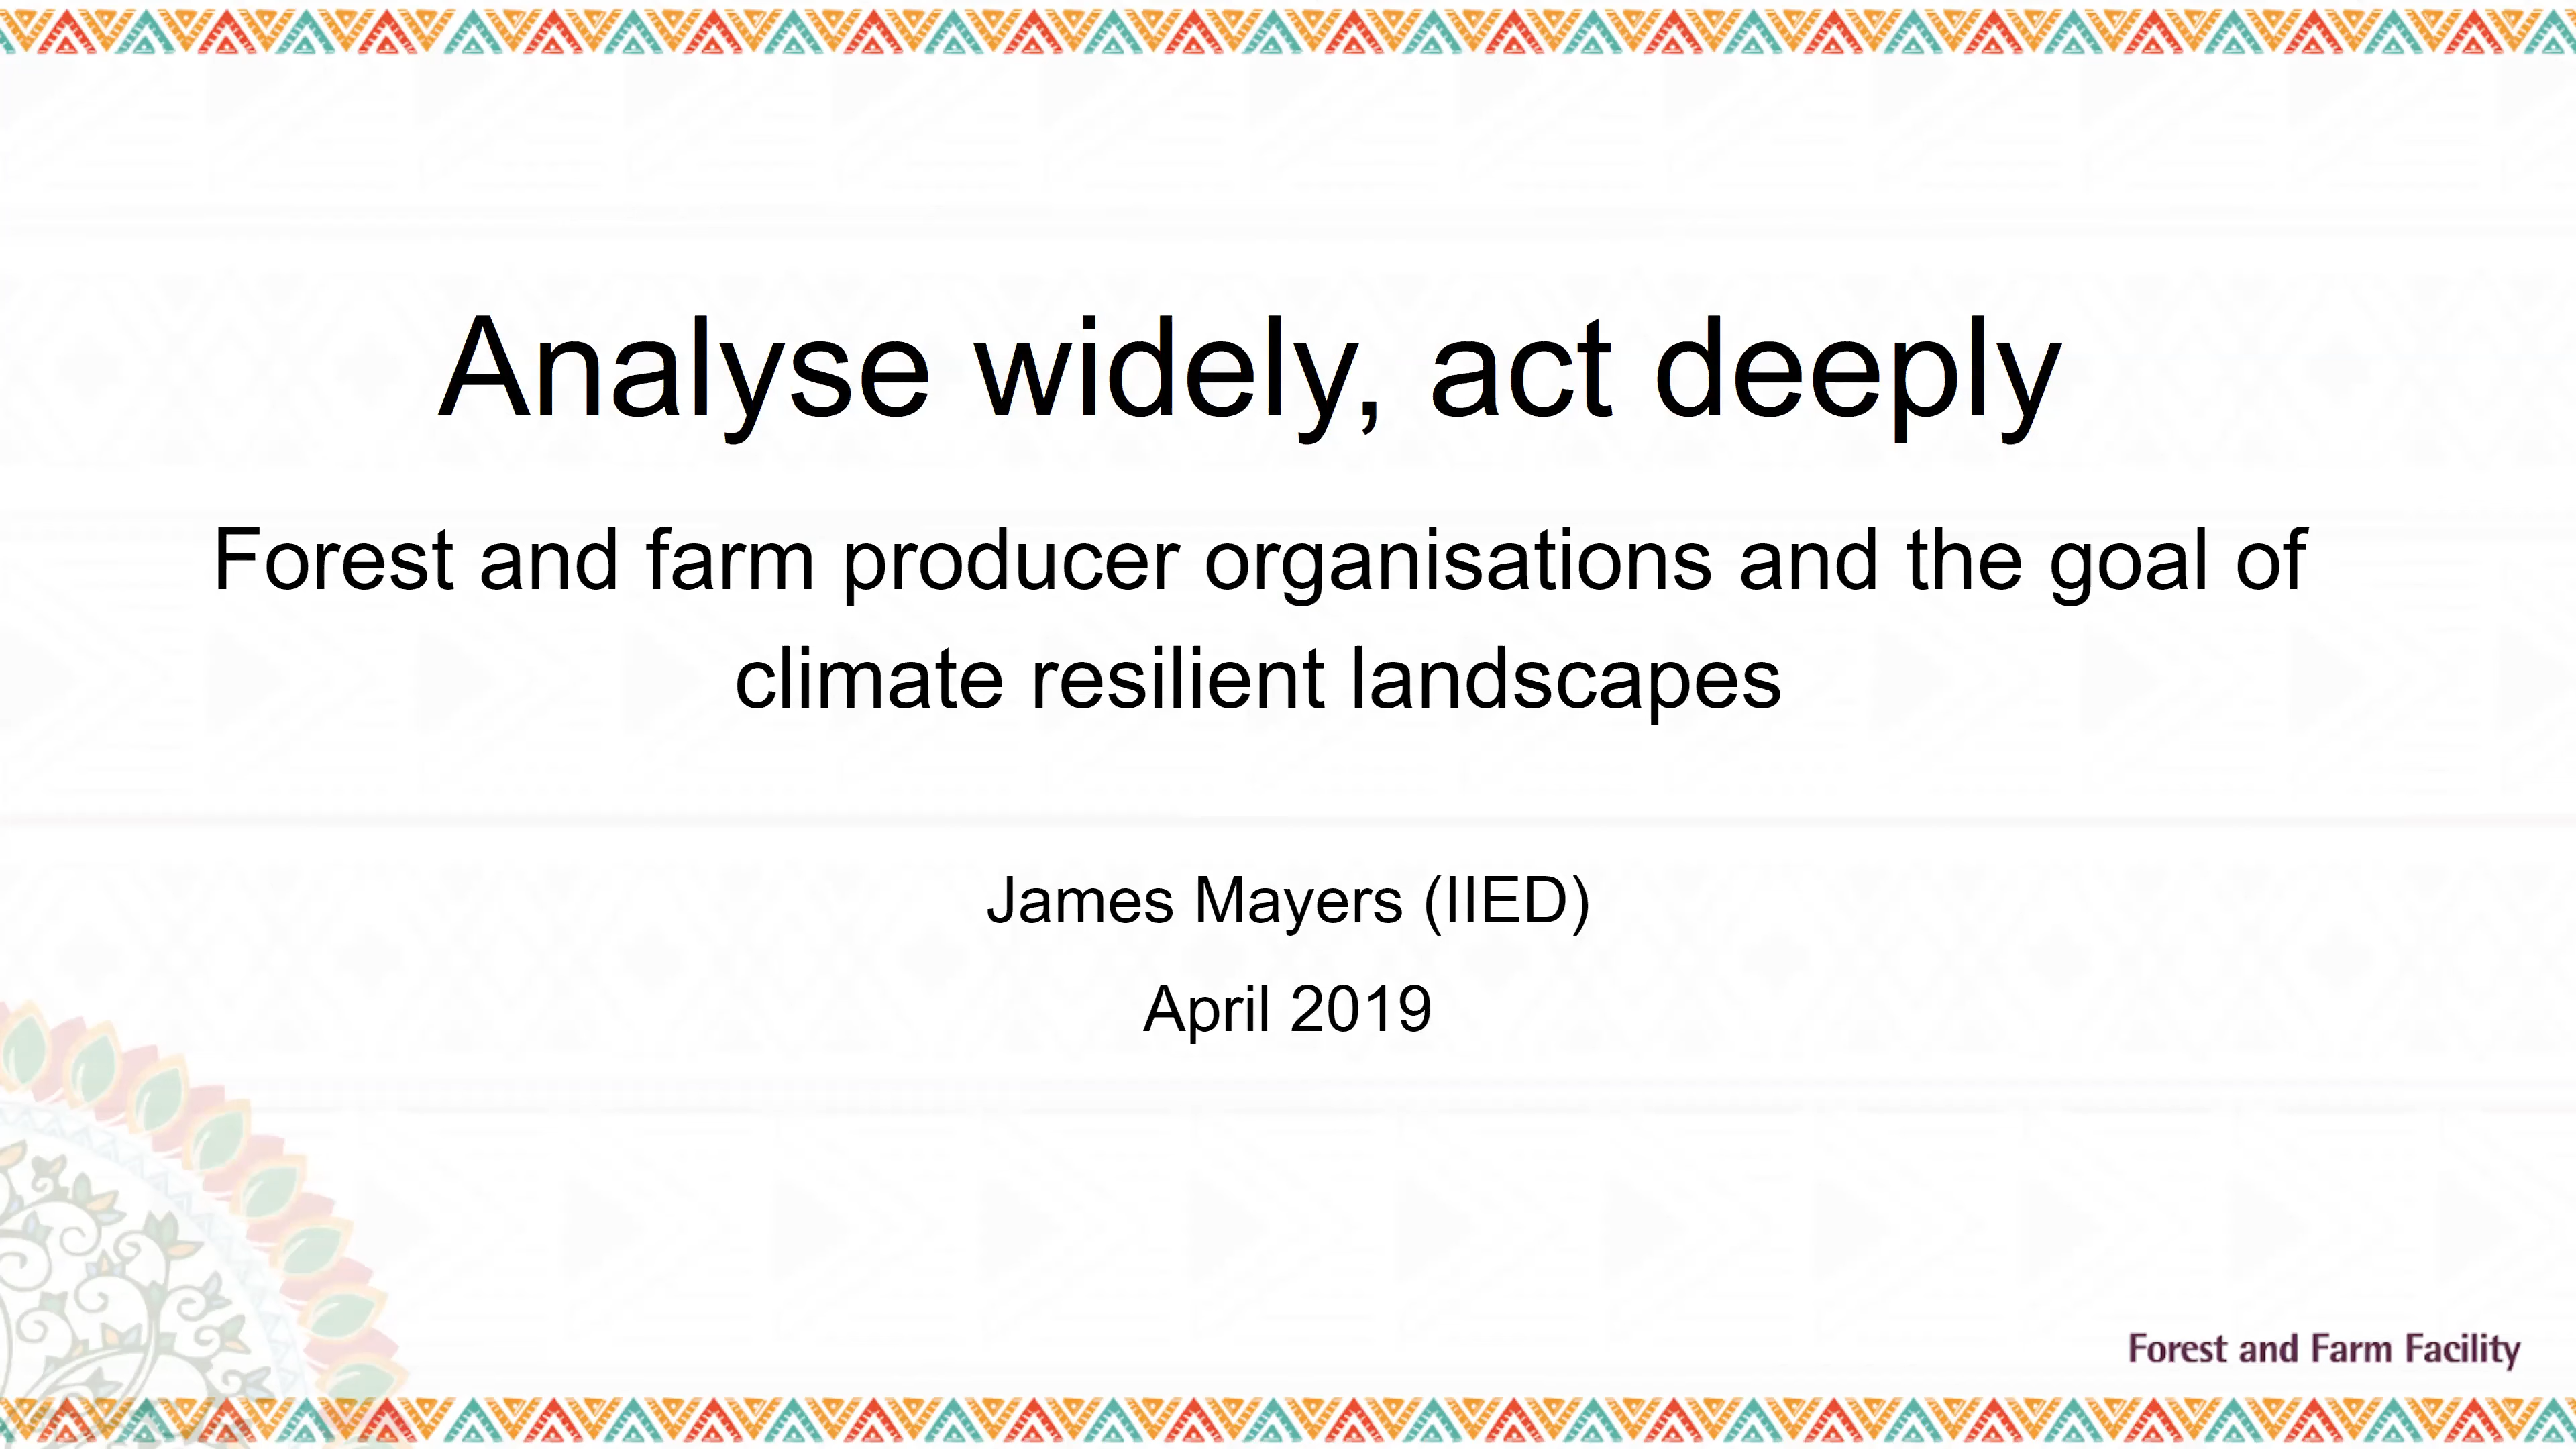 Analyse widely, act deeply
Forest and farm producer organisations and the goal of
climate resilient landscapes
James Mayers (IIED)
April 2019
Forest and Farm Facility